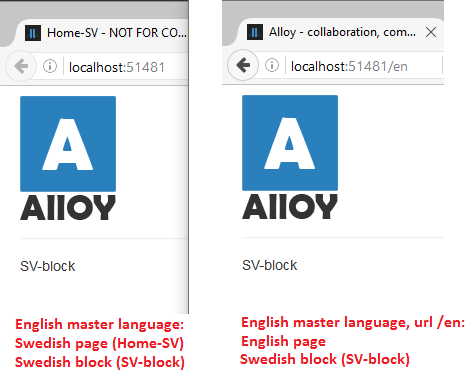 Home-SV - NOT FOR CO...
localhost:51481
A
AlloY
SV-block
English master language:
Swedish page (Home-SV)
Swedish block (SV-block)
Alloy - collaboration, com...
localhost:51481/en
A
AlloY
SV-block
English master language, url /en:
English page
Swedish block (SV-block)